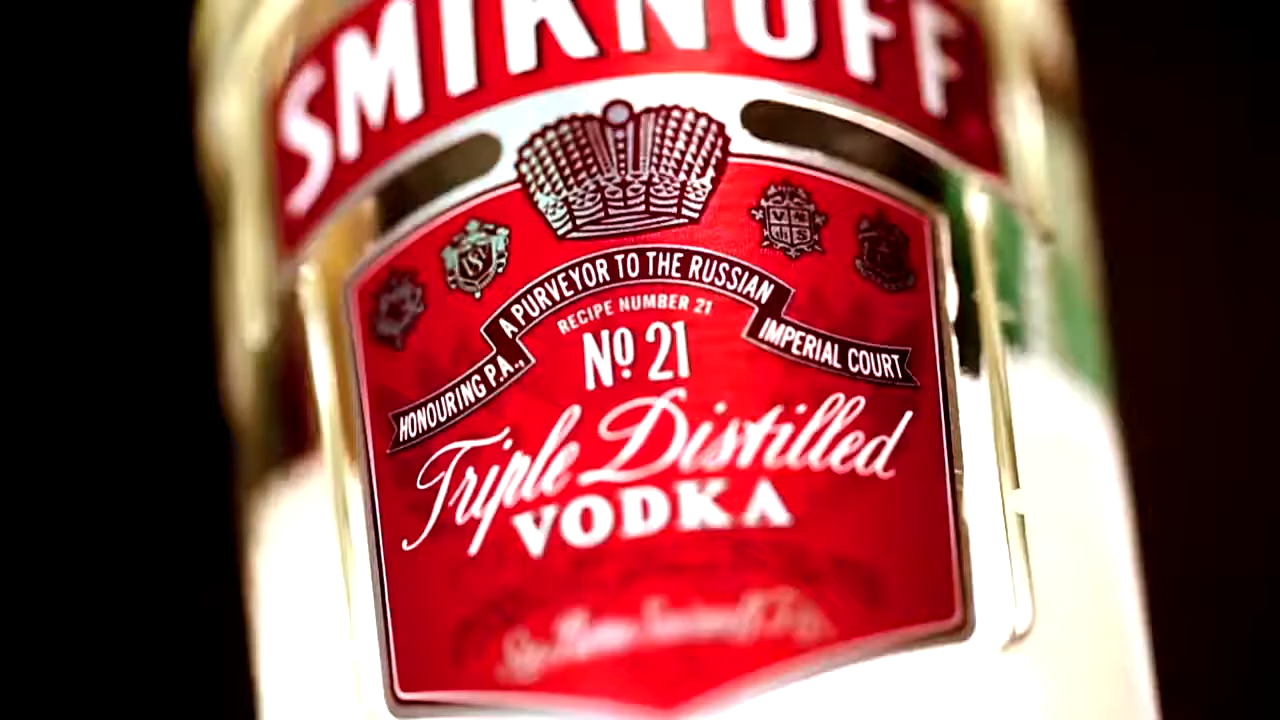 SMIRNOFF
HONOURING P.A., A PURVEYOR TO THE RUSSIAN IMPERIAL COURT
RECIPE NUMBER 21
Nº 21
Triple Distilled
VODKA